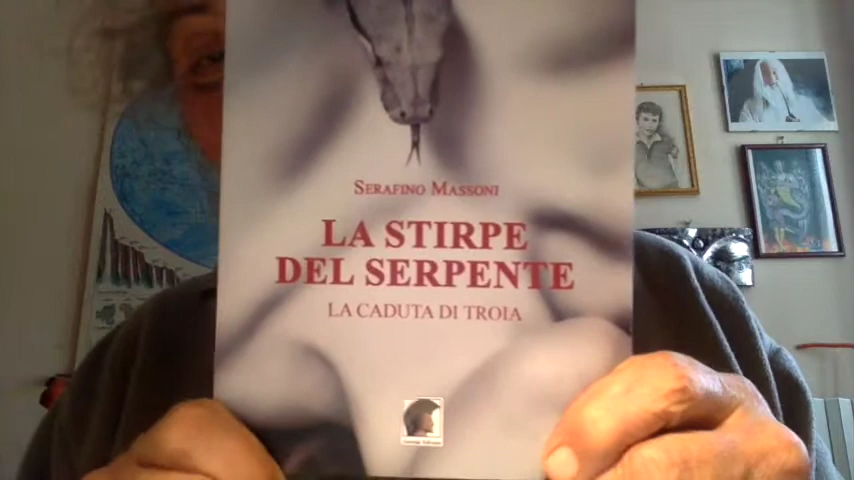 SERAFINO MASSONI
LA STIRPE
DEL SERPENTE
LA CADUTA DI TROIA